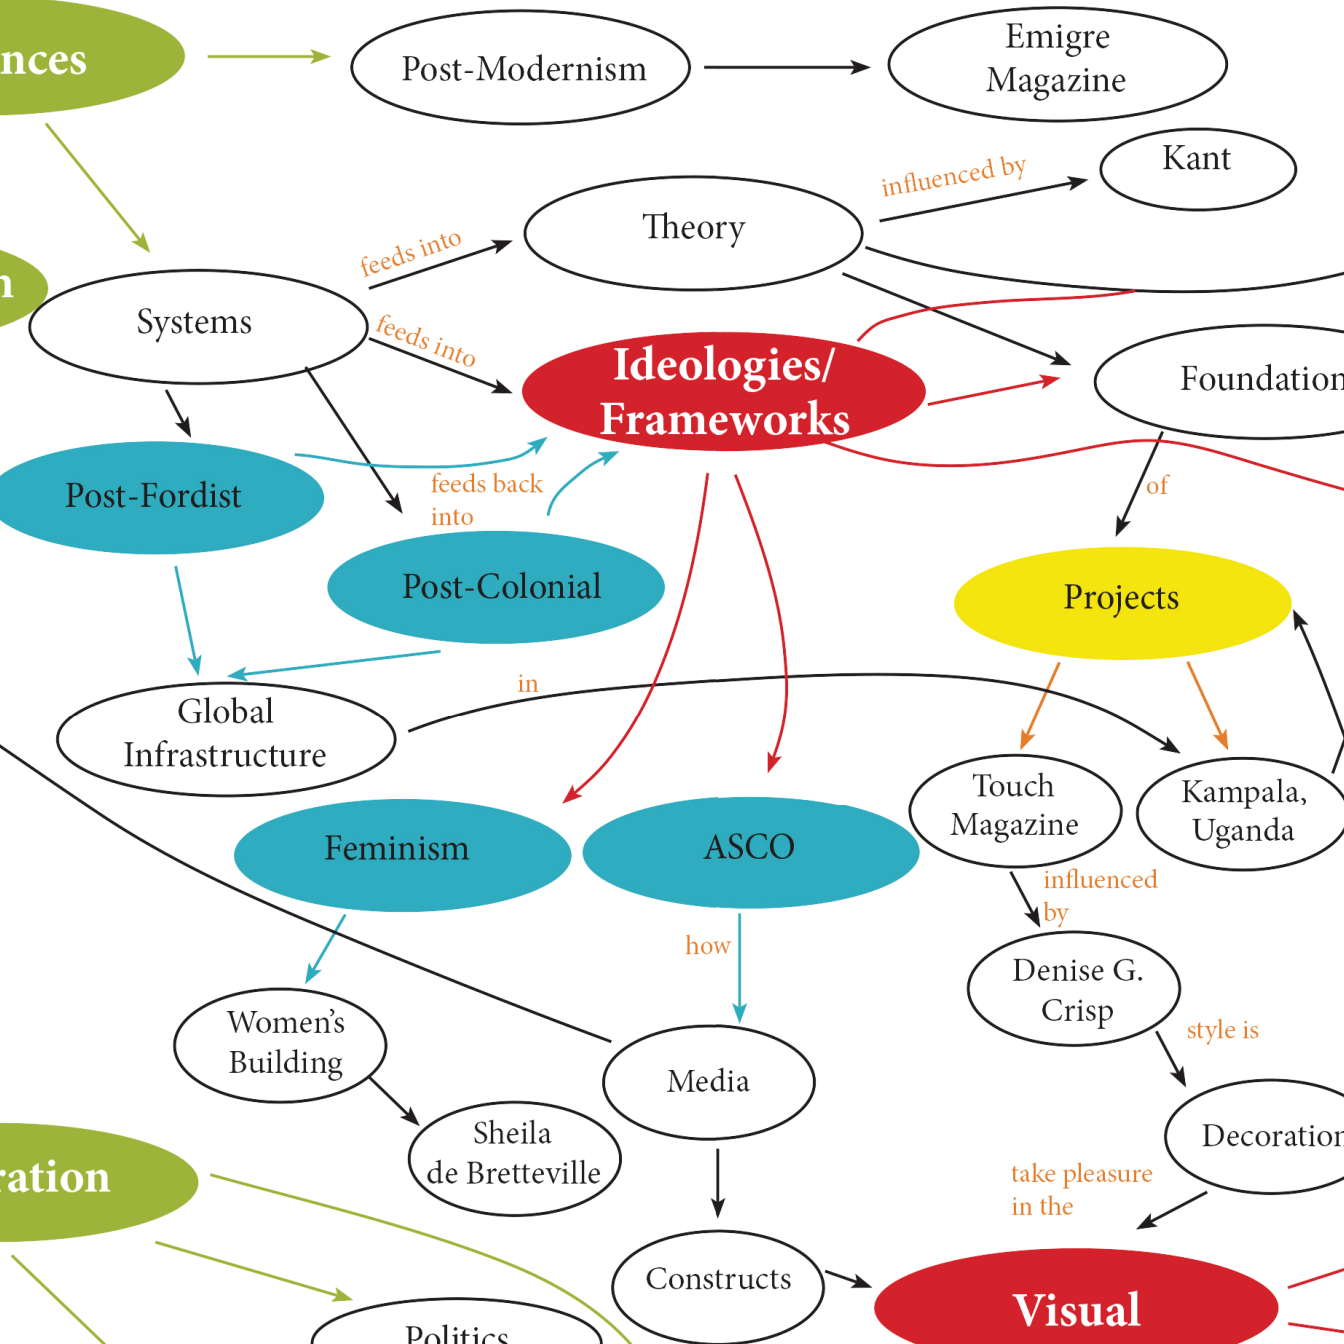 nces
Post-Modernism
Emigre
Magazine
Kant
influenced by
Theory
feeds into
n
Systems
feeds into
Ideologies/
Frameworks
Foundation
Post-Fordist
feeds back
into
of
Post-Colonial
Projects
in
Global
Infrastructure
Touch
Magazine
Kampala,
Uganda
Feminism
ASCO
influenced
by
how
Denise G.
Crisp
Women’s
Building
style is
Media
Sheila
de Bretteville
Decoration
ration
take pleasure
in the
Constructs
Visual
Politics